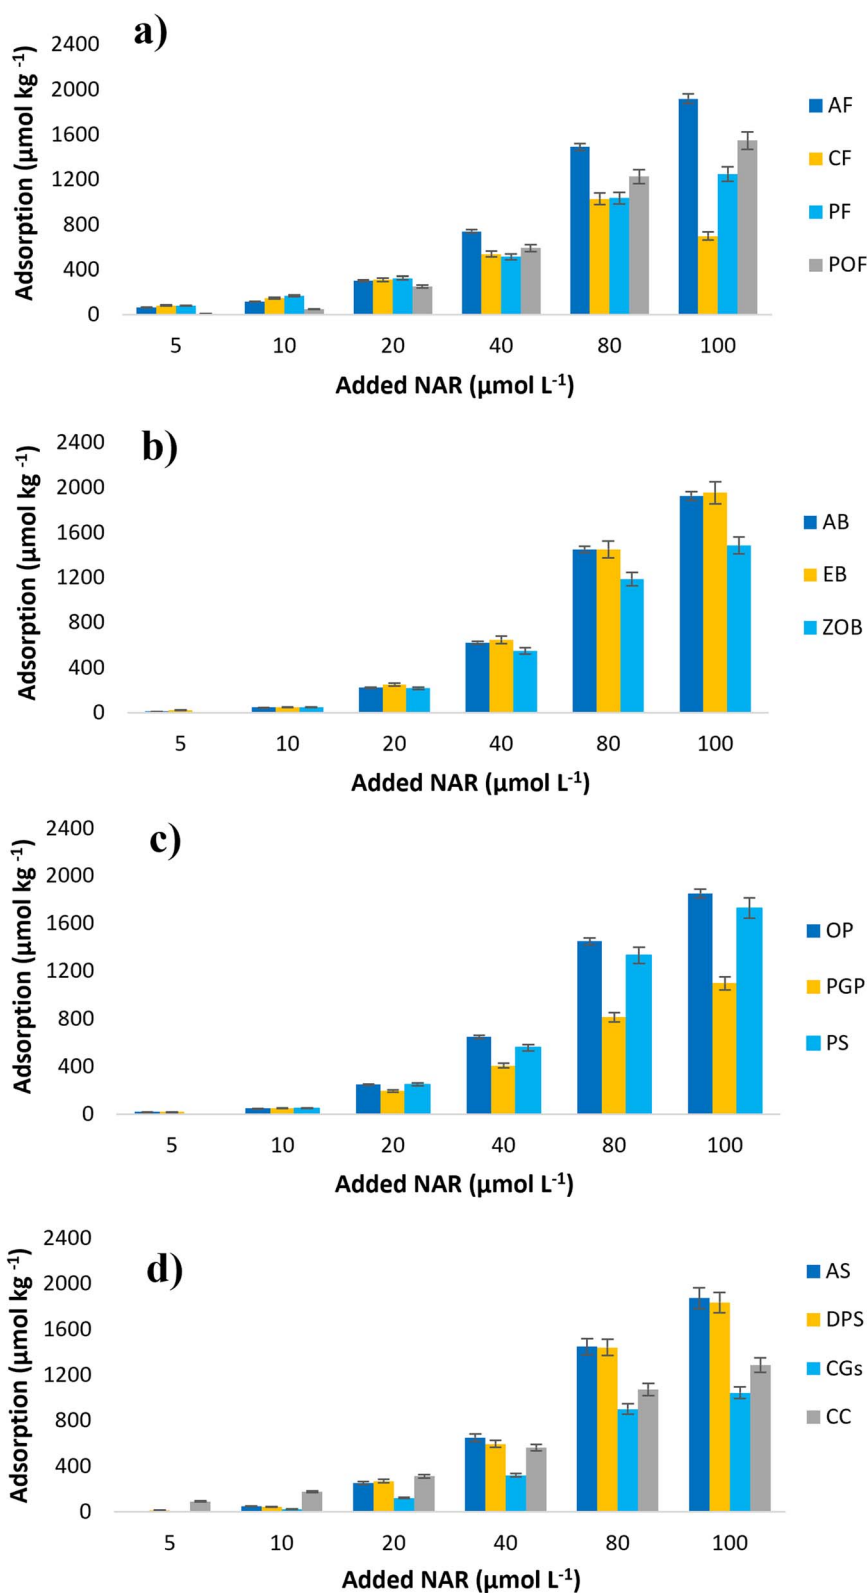 a)
2400
2000
1600
1200
800
400
0
Adsorption (µmol kg ⁻¹)
5 10 20 40 80 100
Added NAR (µmol L⁻¹)
AF
CF
PF
POF
b)
2400
2000
1600
1200
800
400
0
Adsorption (µmol kg ⁻¹)
5 10 20 40 80 100
Added NAR (µmol L⁻¹)
AB
EB
ZOB
c)
2400
2000
1600
1200
800
400
0
Adsorption (µmol kg ⁻¹)
5 10 20 40 80 100
Added NAR (µmol L⁻¹)
OP
PGP
PS
d)
2400
2000
1600
1200
800
400
0
Adsorption (µmol kg ⁻¹)
5 10 20 40 80 100
Added NAR (µmol L⁻¹)
AS
DPS
CGs
CC